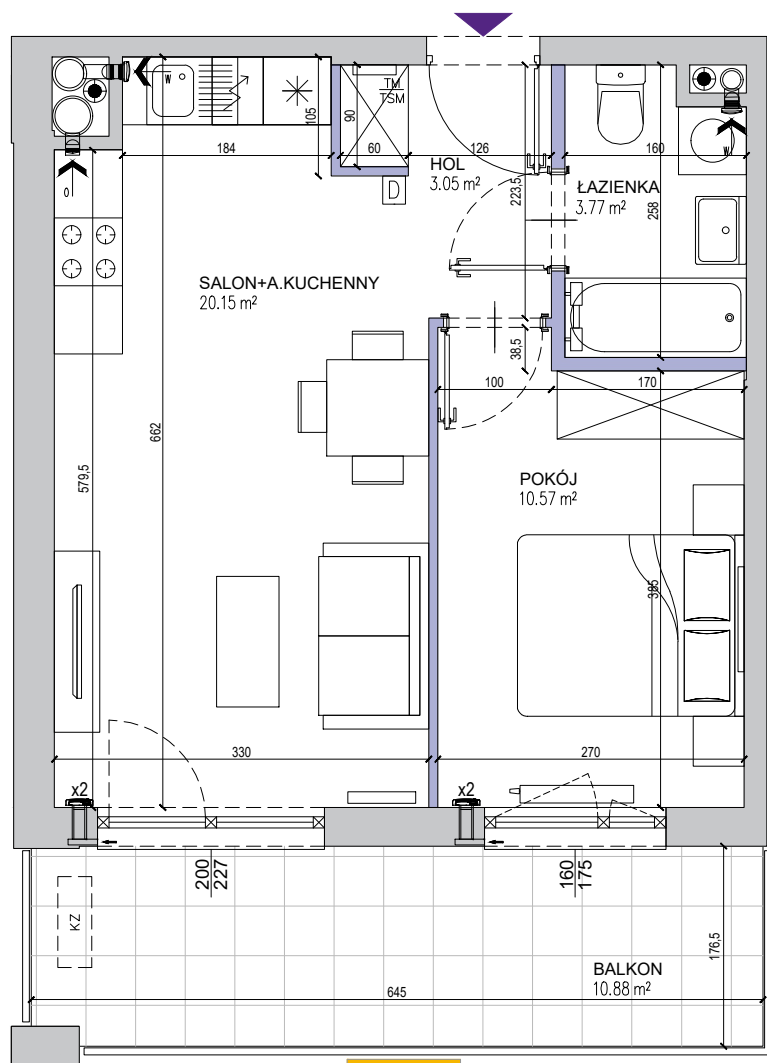 TM
TSM
W
105
90
184
60
126
160
HOL
3.05 m²
D
223,5
ŁAZIENKA
3.77 m²
W
258
SALON+A.KUCHENNY
20.15 m²
38,5
100
170
662
579,5
POKÓJ
10.57 m²
385
330
270
x2
x2
200
227
160
175
KZ
176,5
BALKON
10.88 m²
645